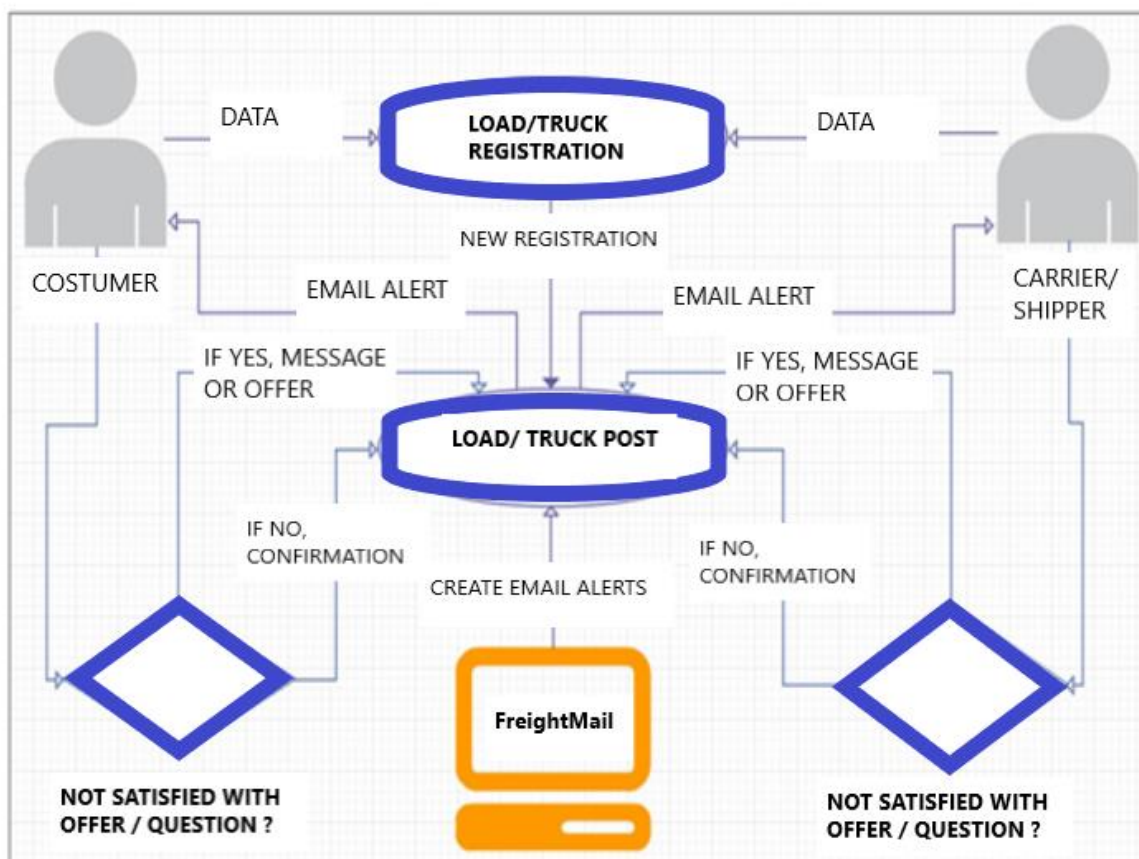 DATA
LOAD/TRUCK
REGISTRATION
DATA
NEW REGISTRATION
COSTUMER
EMAIL ALERT
EMAIL ALERT
CARRIER/
SHIPPER
IF YES, MESSAGE
OR OFFER
IF YES, MESSAGE
OR OFFER
LOAD/ TRUCK POST
IF NO,
CONFIRMATION
IF NO,
CONFIRMATION
CREATE EMAIL ALERTS
FreightMail
NOT SATISFIED WITH
OFFER / QUESTION ?
NOT SATISFIED WITH
OFFER / QUESTION ?